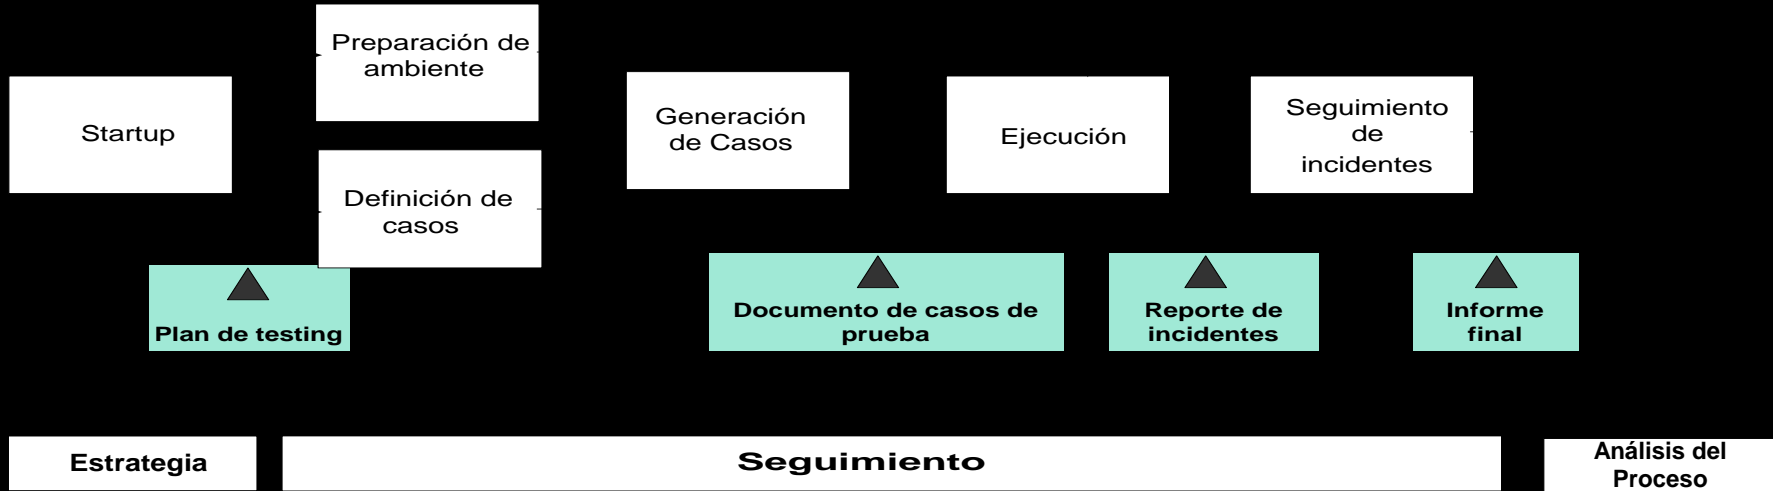 Preparación de
ambiente
Startup
Definición de
casos
Generación
de Casos
Ejecución
Seguimiento
de
incidentes
Plan de testing
Documento de casos de
prueba
Reporte de
incidentes
Informe
final
Estrategia
Seguimiento
Análisis del
Proceso